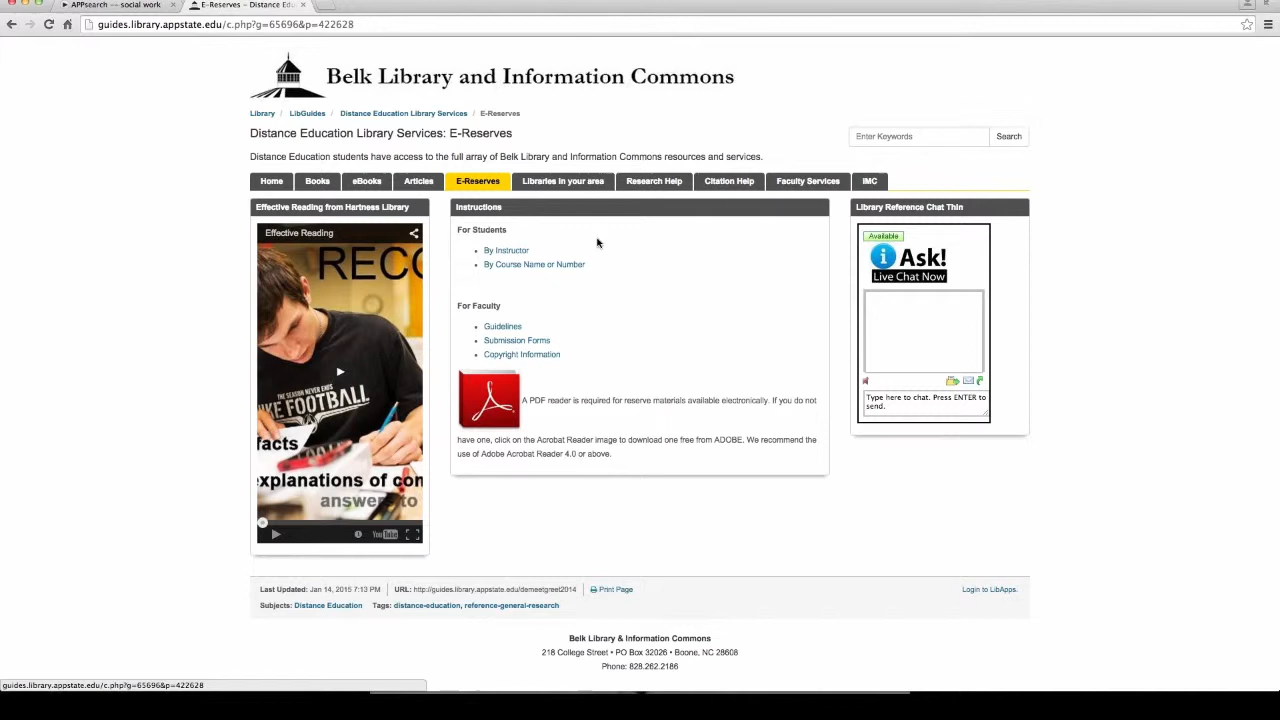 APPsearch -- social work
E-Reserves - Distance Edu
guides.library.appstate.edu/c.php?g=65696&p=422628
Belk Library and Information Commons
Library / LibGuides / Distance Education Library Services / E-Reserves
Distance Education Library Services: E-Reserves
Enter Keywords
Search
Distance Education students have access to the full array of Belk Library and Information Commons resources and services.
Home Books eBooks Articles E-Reserves Libraries in your area Research Help Citation Help Faculty Services IMC
Effective Reading from Hartness Library
Effective Reading
RECO
THE SEASON NEVER ENDS
IKE FOOTBALL
facts
explanations of con
answers to
YouTube
Instructions
For Students
By Instructor
By Course Name or Number
For Faculty
Guidelines
Submission Forms
Copyright Information
A PDF reader is required for reserve materials available electronically. If you do not
have one, click on the Acrobat Reader image to download one free from ADOBE. We recommend the
use of Adobe Acrobat Reader 4.0 or above.
Library Reference Chat Thin
Available
i Ask!
Live Chat Now
Type here to chat. Press ENTER to
send.
Last Updated: Jan 14, 2015 7:13 PM URL: http://guides.library.appstate.edu/demeetgreet2014 Print Page
Login to LibApps.
Subjects: Distance Education Tags: distance-education, reference-general-research
Belk Library & Information Commons
218 College Street • PO Box 32026 • Boone, NC 28608
Phone: 828.262.2186
guides.library.appstate.edu/c.php?g=65696&p=422628